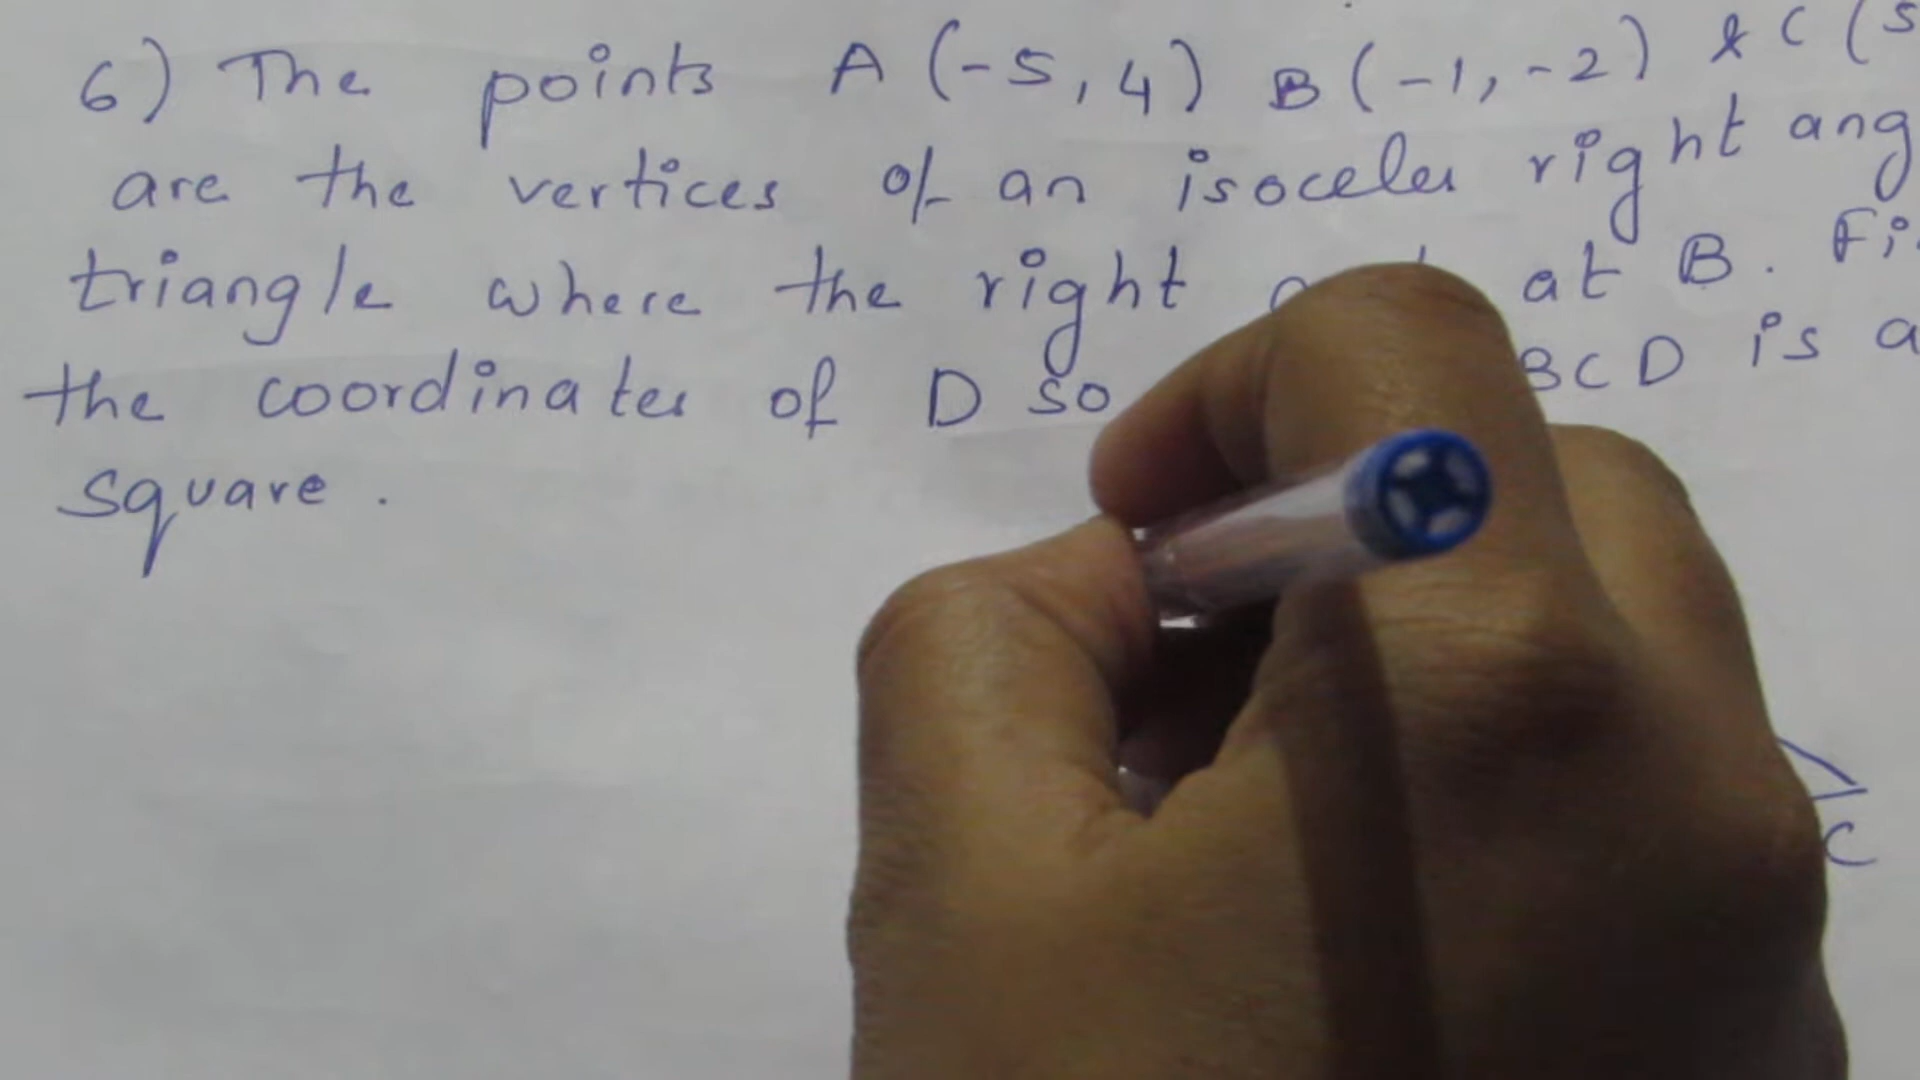 6) The points A (-5,4) B (-1,-2) & C (5
are the vertices of an isoceles right ang
triangle where the right at B. Fi
the coordinates of D so BCD is a
square.
C